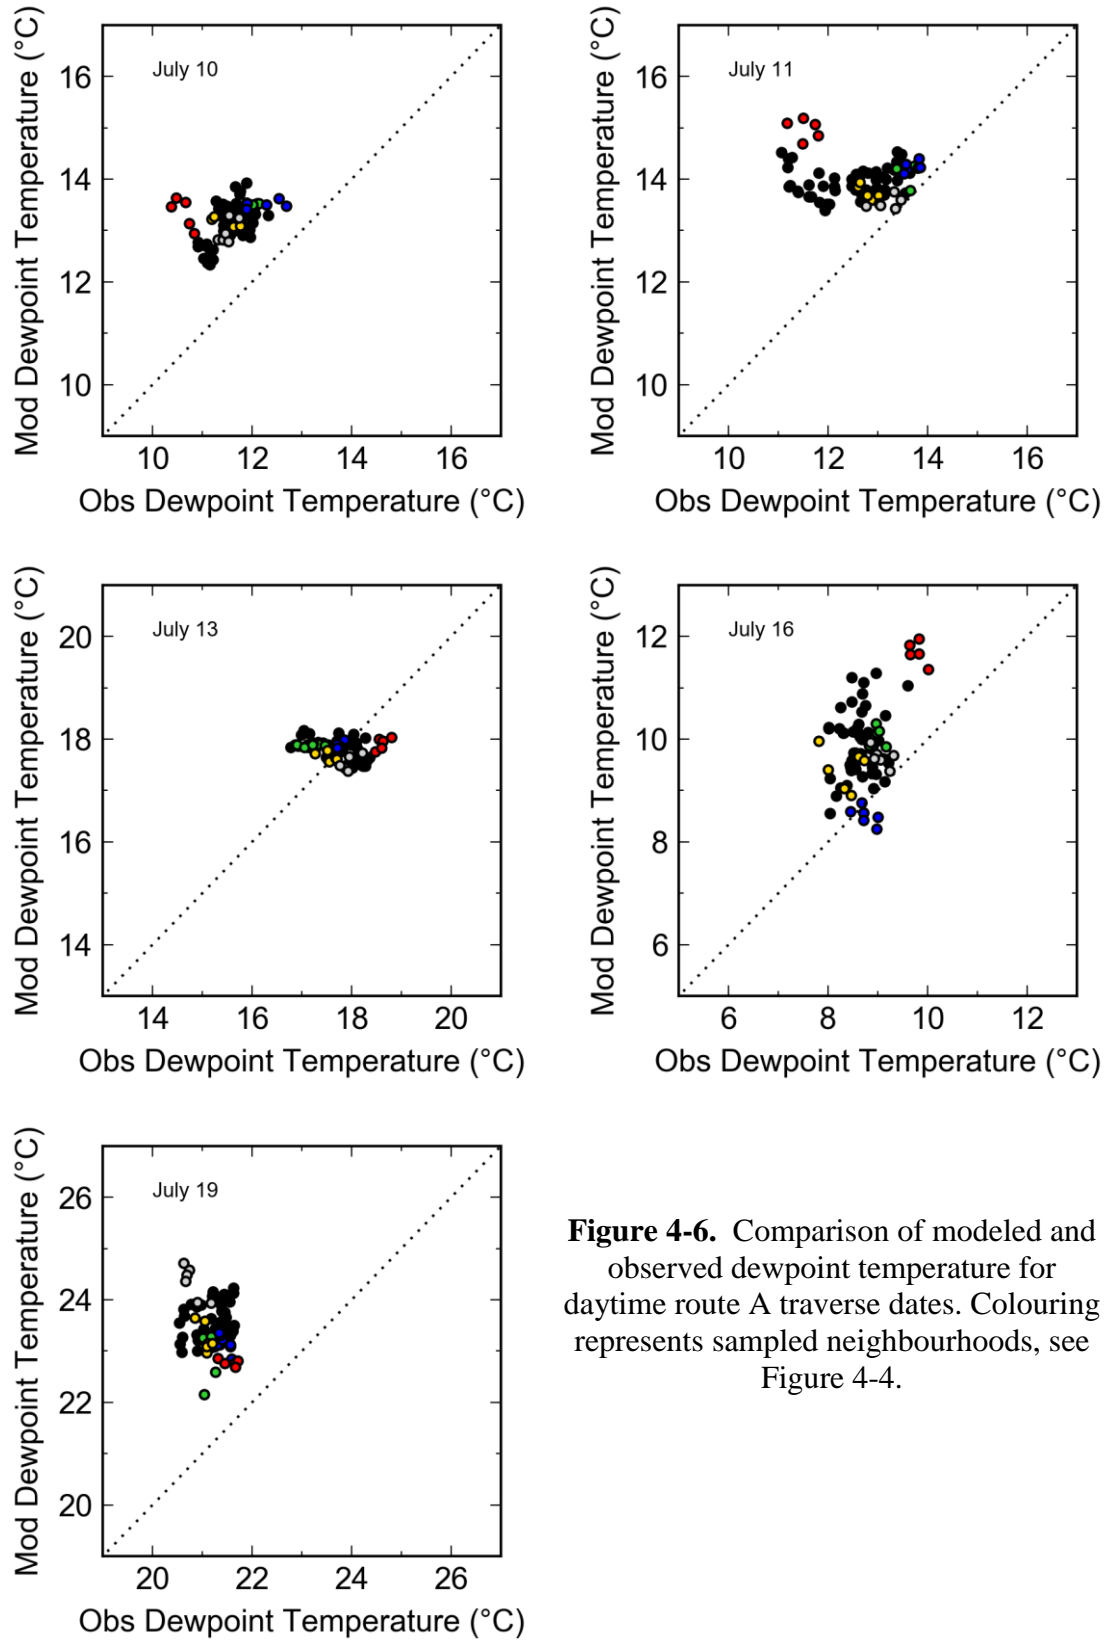 Mod Dewpoint Temperature (°C)
16
14
12
10
July 10
10 12 14 16
Obs Dewpoint Temperature (°C)
Mod Dewpoint Temperature (°C)
16
14
12
10
July 11
10 12 14 16
Obs Dewpoint Temperature (°C)
Mod Dewpoint Temperature (°C)
20
18
16
14
July 13
14 16 18 20
Obs Dewpoint Temperature (°C)
Mod Dewpoint Temperature (°C)
12
10
8
6
July 16
6 8 10 12
Obs Dewpoint Temperature (°C)
Mod Dewpoint Temperature (°C)
26
24
22
20
July 19
20 22 24 26
Obs Dewpoint Temperature (°C)
Figure 4-6. Comparison of modeled and
observed dewpoint temperature for
daytime route A traverse dates. Colouring
represents sampled neighbourhoods, see
Figure 4-4.